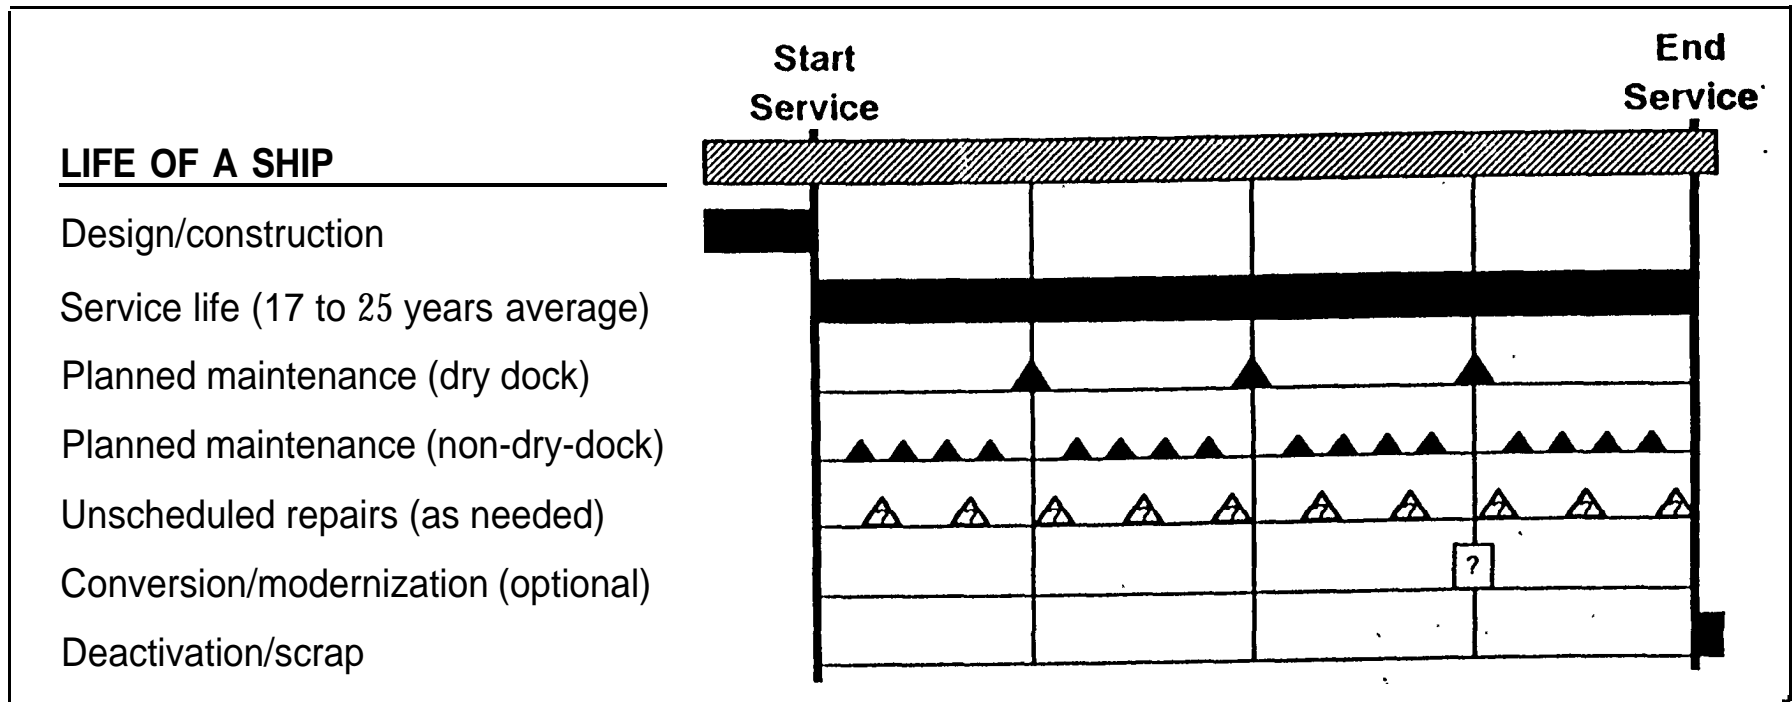 Start
Service
End
Service
LIFE OF A SHIP
Design/construction
Service life (17 to 25 years average)
Planned maintenance (dry dock)
Planned maintenance (non-dry-dock)
Unscheduled repairs (as needed)
? ? ? ? ? ? ? ? ? ?
Conversion/modernization (optional)
?
Deactivation/scrap